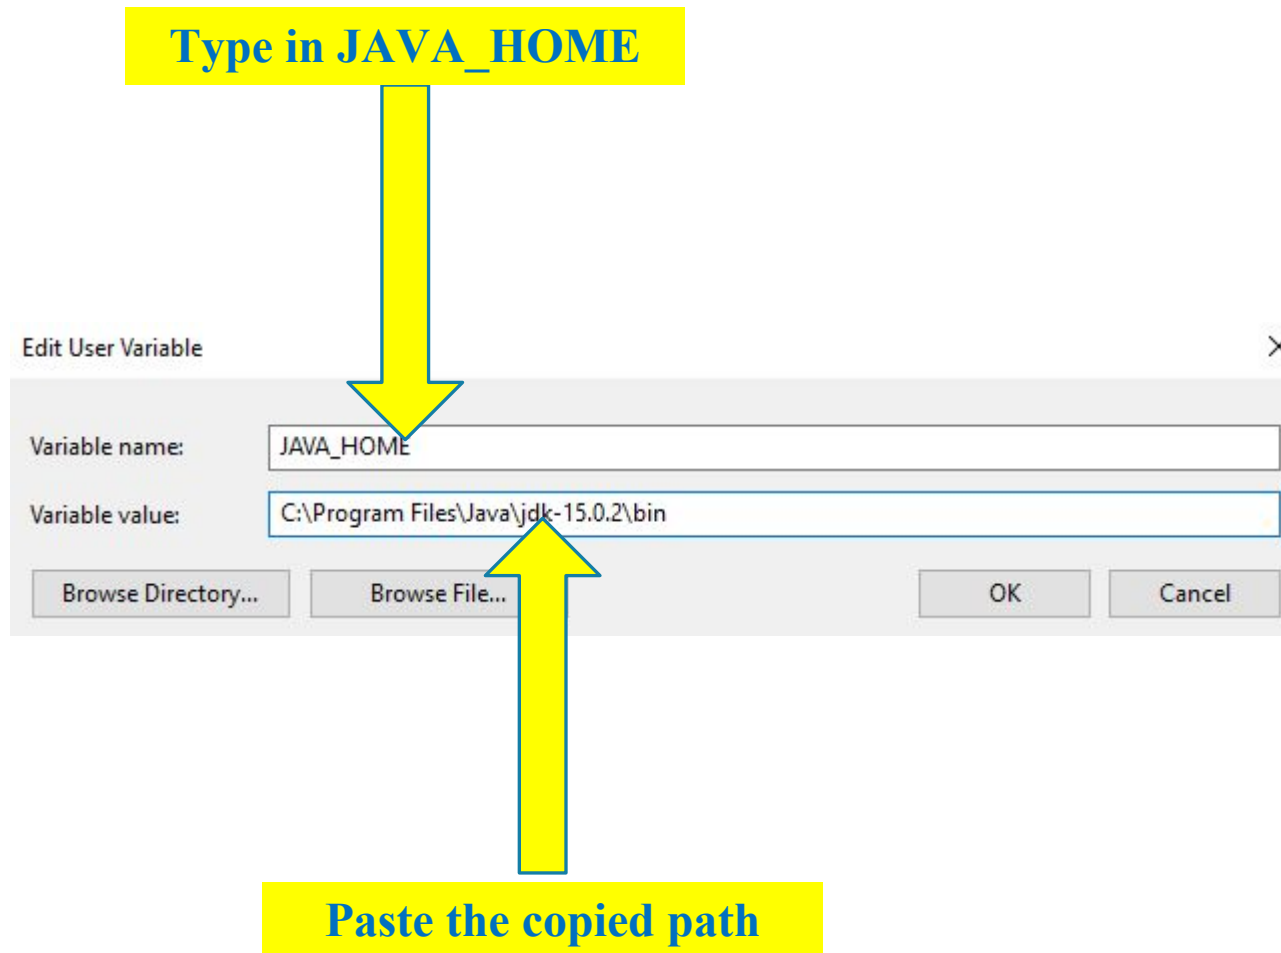 Type in JAVA_HOME
Edit User Variable
Variable name: JAVA_HOME
Variable value: C:\Program Files\Java\jdk-15.0.2\bin
Browse Directory... Browse File... OK Cancel
Paste the copied path